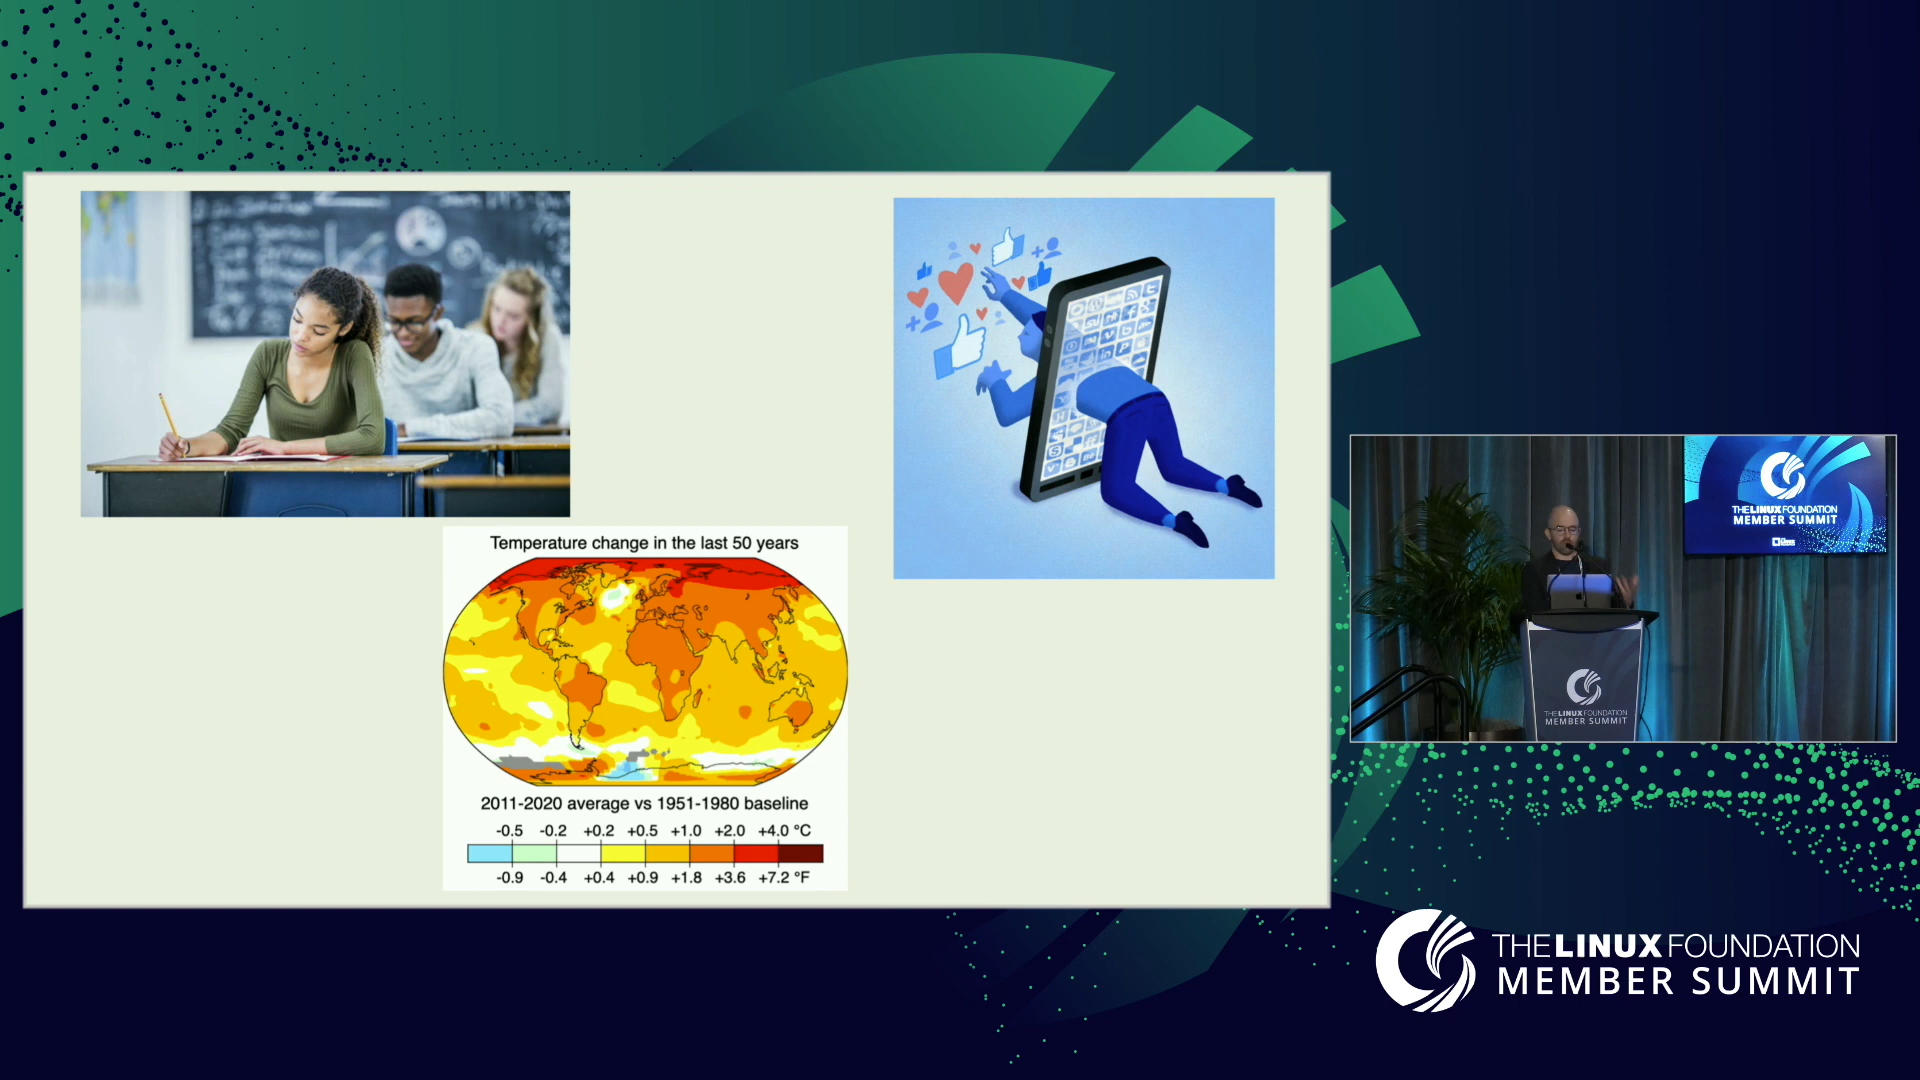 Temperature change in the last 50 years
2011-2020 average vs 1951-1980 baseline
-0.5 -0.2 +0.2 +0.5 +1.0 +2.0 +4.0 °C
-0.9 -0.4 +0.4 +0.9 +1.8 +3.6 +7.2 °F
THE LINUX FOUNDATION
MEMBER SUMMIT
THE LINUX FOUNDATION
MEMBER SUMMIT
THE LINUX FOUNDATION
MEMBER SUMMIT